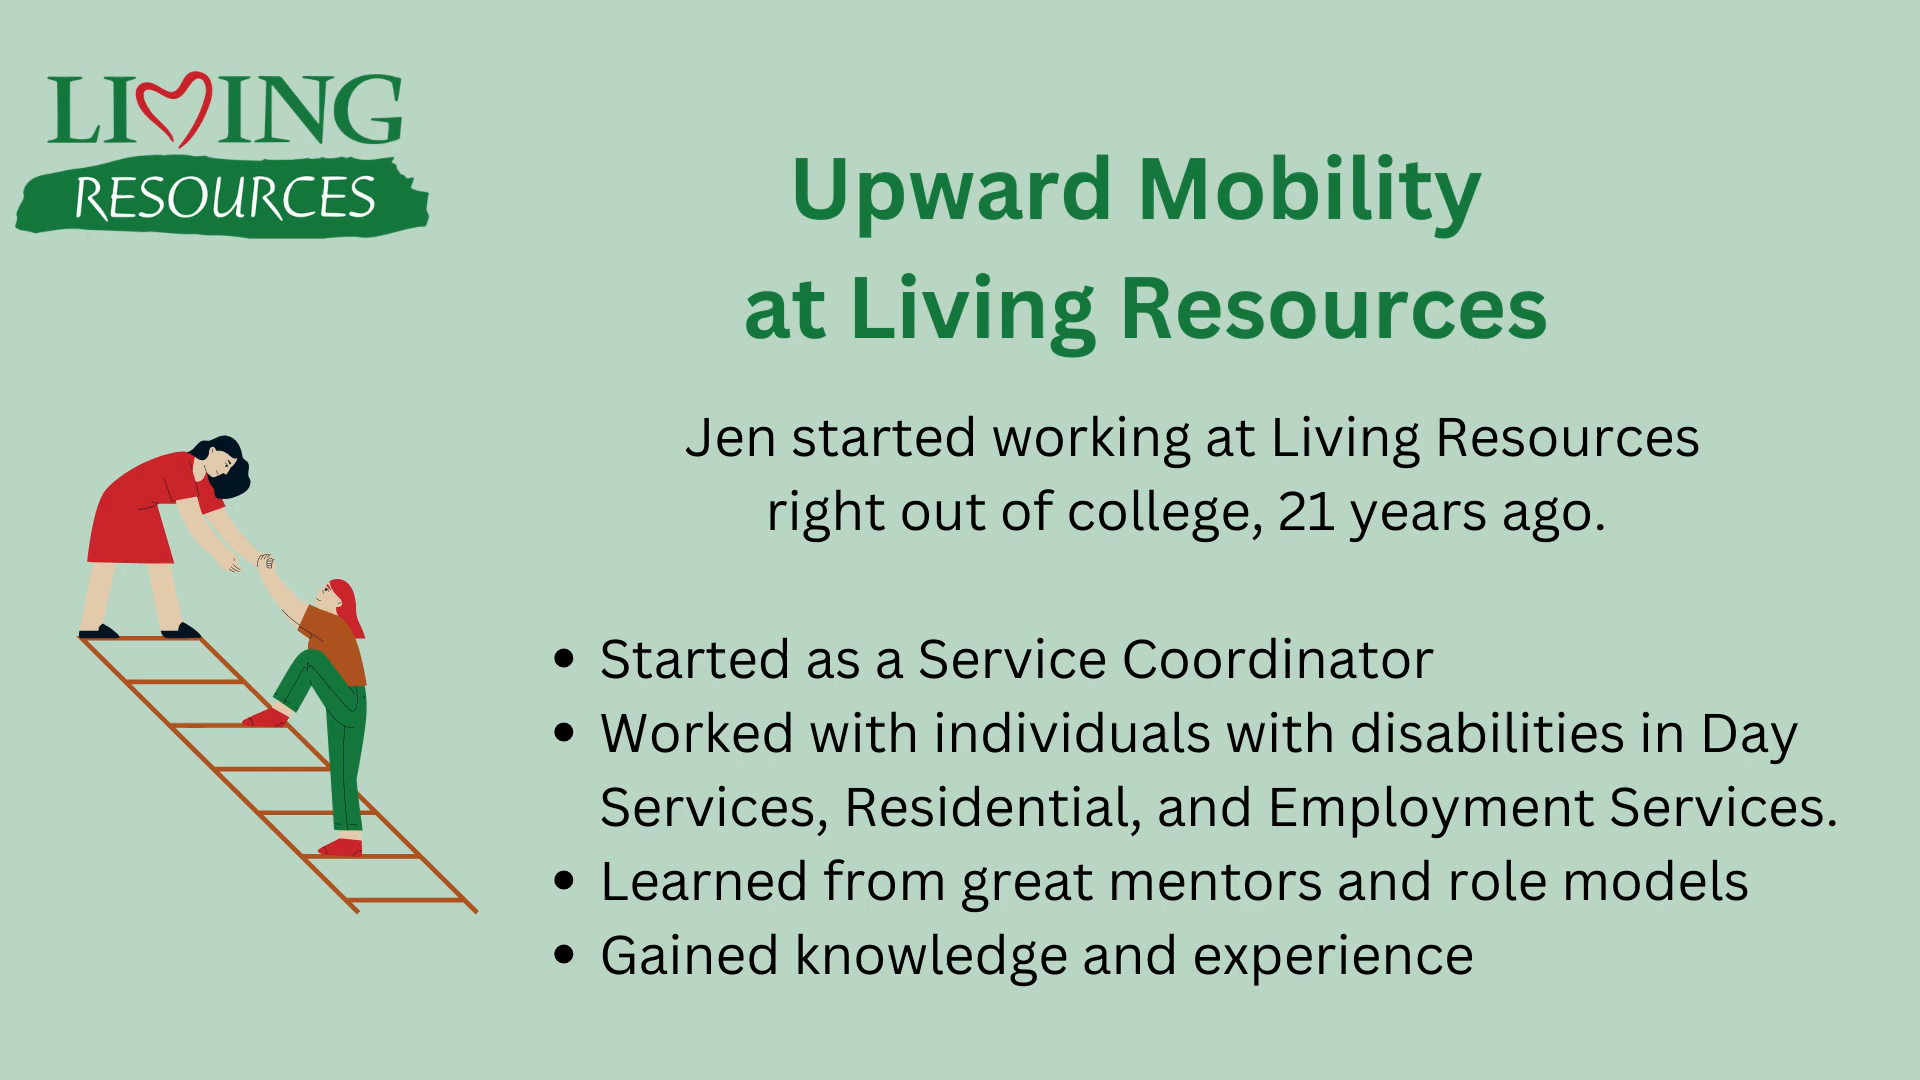 LIVING
RESOURCES
Upward Mobility
at Living Resources
Jen started working at Living Resources
right out of college, 21 years ago.
• Started as a Service Coordinator
• Worked with individuals with disabilities in Day
Services, Residential, and Employment Services.
• Learned from great mentors and role models
• Gained knowledge and experience